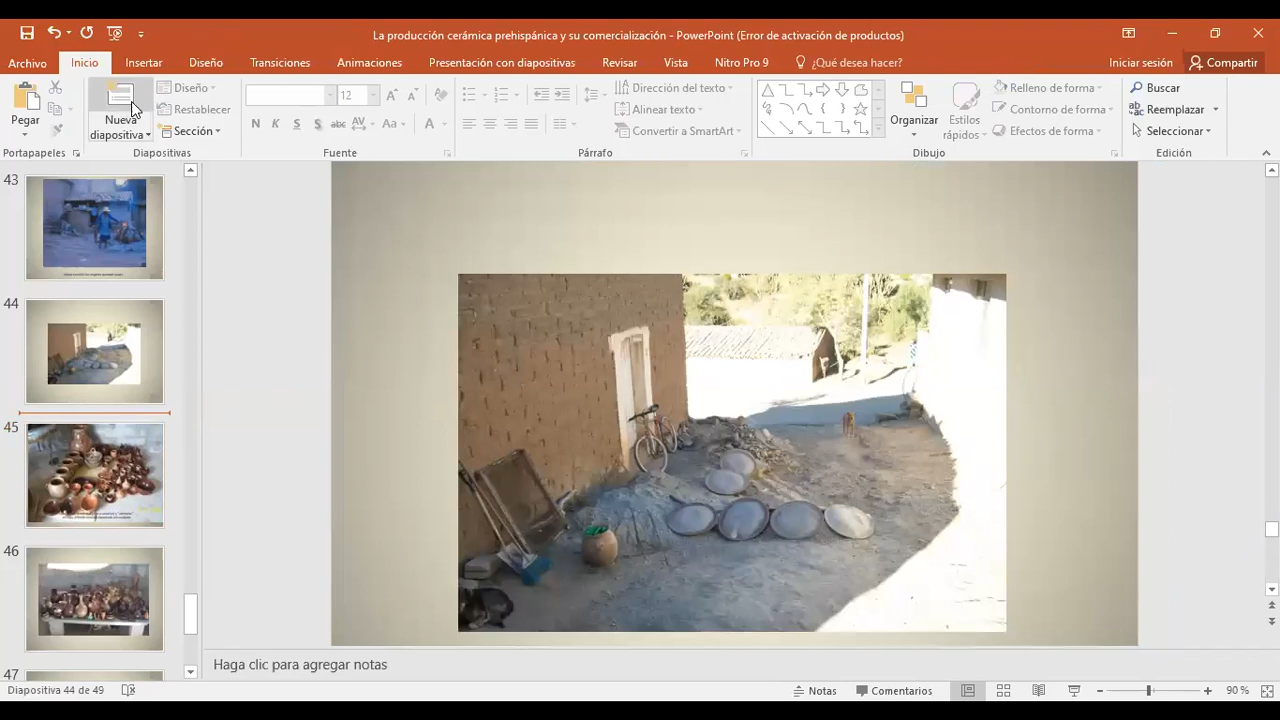 La producción cerámica prehispánica y su comercialización - PowerPoint (Error de activación de productos)
Archivo Inicio Insertar Diseño Transiciones Animaciones Presentación con diapositivas Revisar Vista Nitro Pro 9 ¿Qué desea hacer? Iniciar sesión Compartir
Pegar
Nueva diapositiva
Diseño
Restablecer
Sección
12
N K S S abc AV Aa A
Dirección del texto
Alinear texto
Convertir a SmartArt
Organizar
Estilos rápidos
Relleno de forma
Contorno de forma
Efectos de forma
Buscar
Reemplazar
Seleccionar
Portapapeles Diapositivas Fuente Párrafo Dibujo Edición
43
44
45
46
47
Haga clic para agregar notas
Diapositiva 44 de 49 Notas Comentarios 90 %